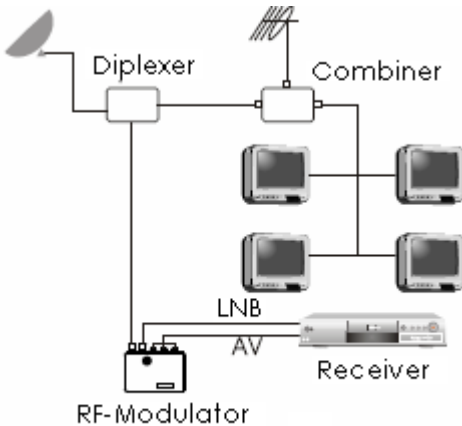 Diplexer
Combiner
LNB
AV
Receiver
RF-Modulator